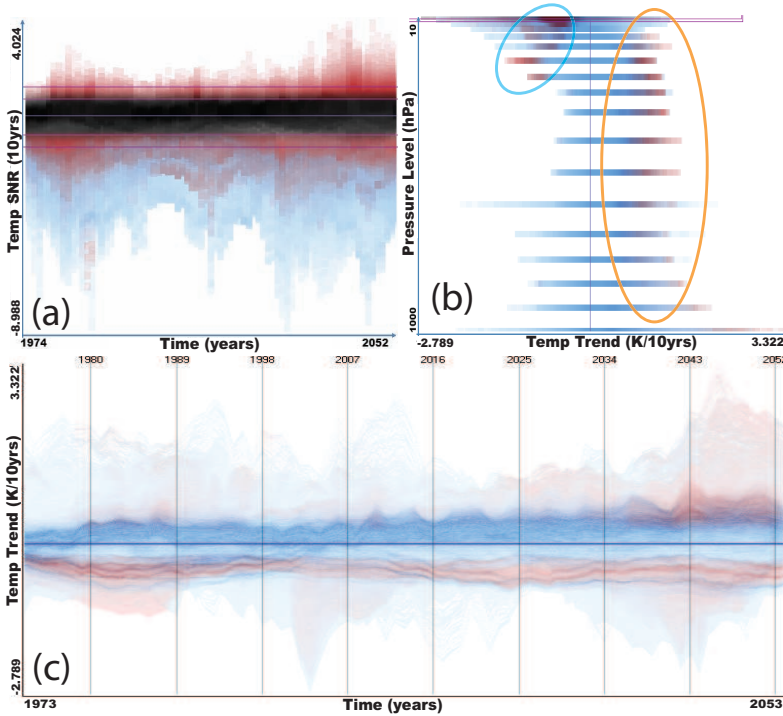 4.024
Temp SNR (10yrs)
-8.988
(a)
1974
Time (years)
2052
10
Pressure Level (hPa)
1000
(b)
-2.789
Temp Trend (K/10yrs)
3.322
1980
1989
1998
2007
2016
2025
2034
2043
2052
3.322
Temp Trend (K/10yrs)
-2.789
(c)
1973
Time (years)
2053